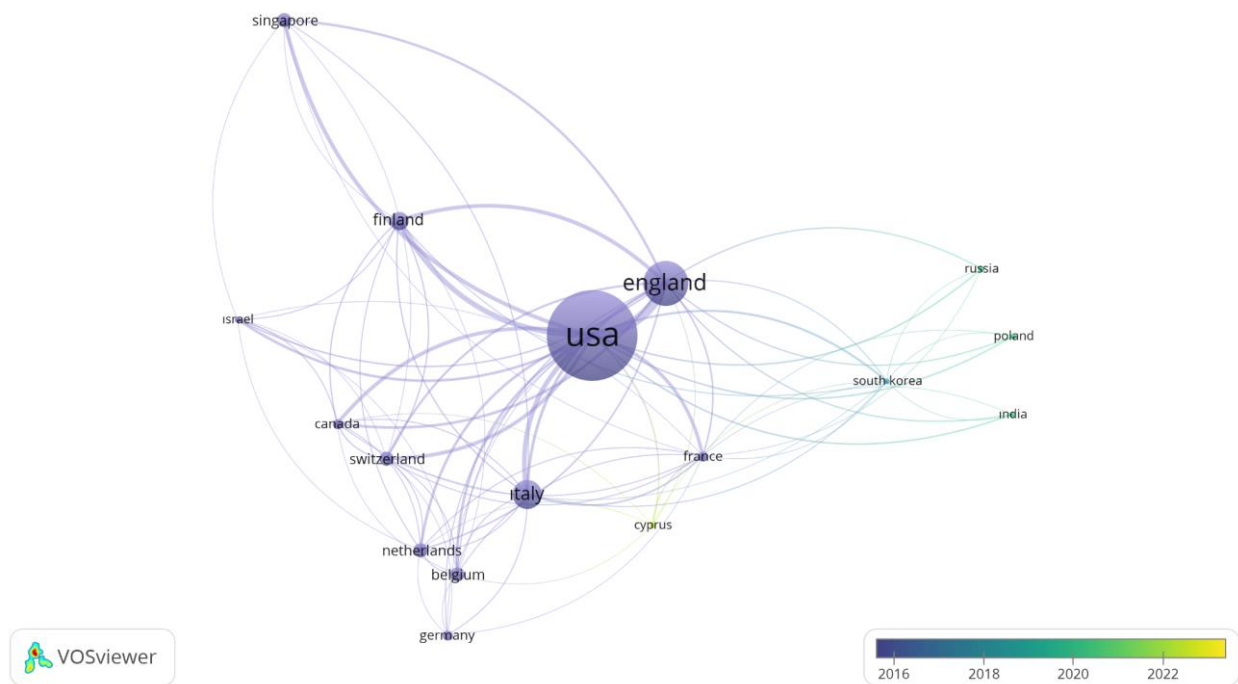 singapore
finland
england
russia
ısrael
usa
poland
south korea
ındia
canada
switzerland
france
ıtaly
cyprus
netherlands
belgium
germany
VOSviewer
2016 2018 2020 2022